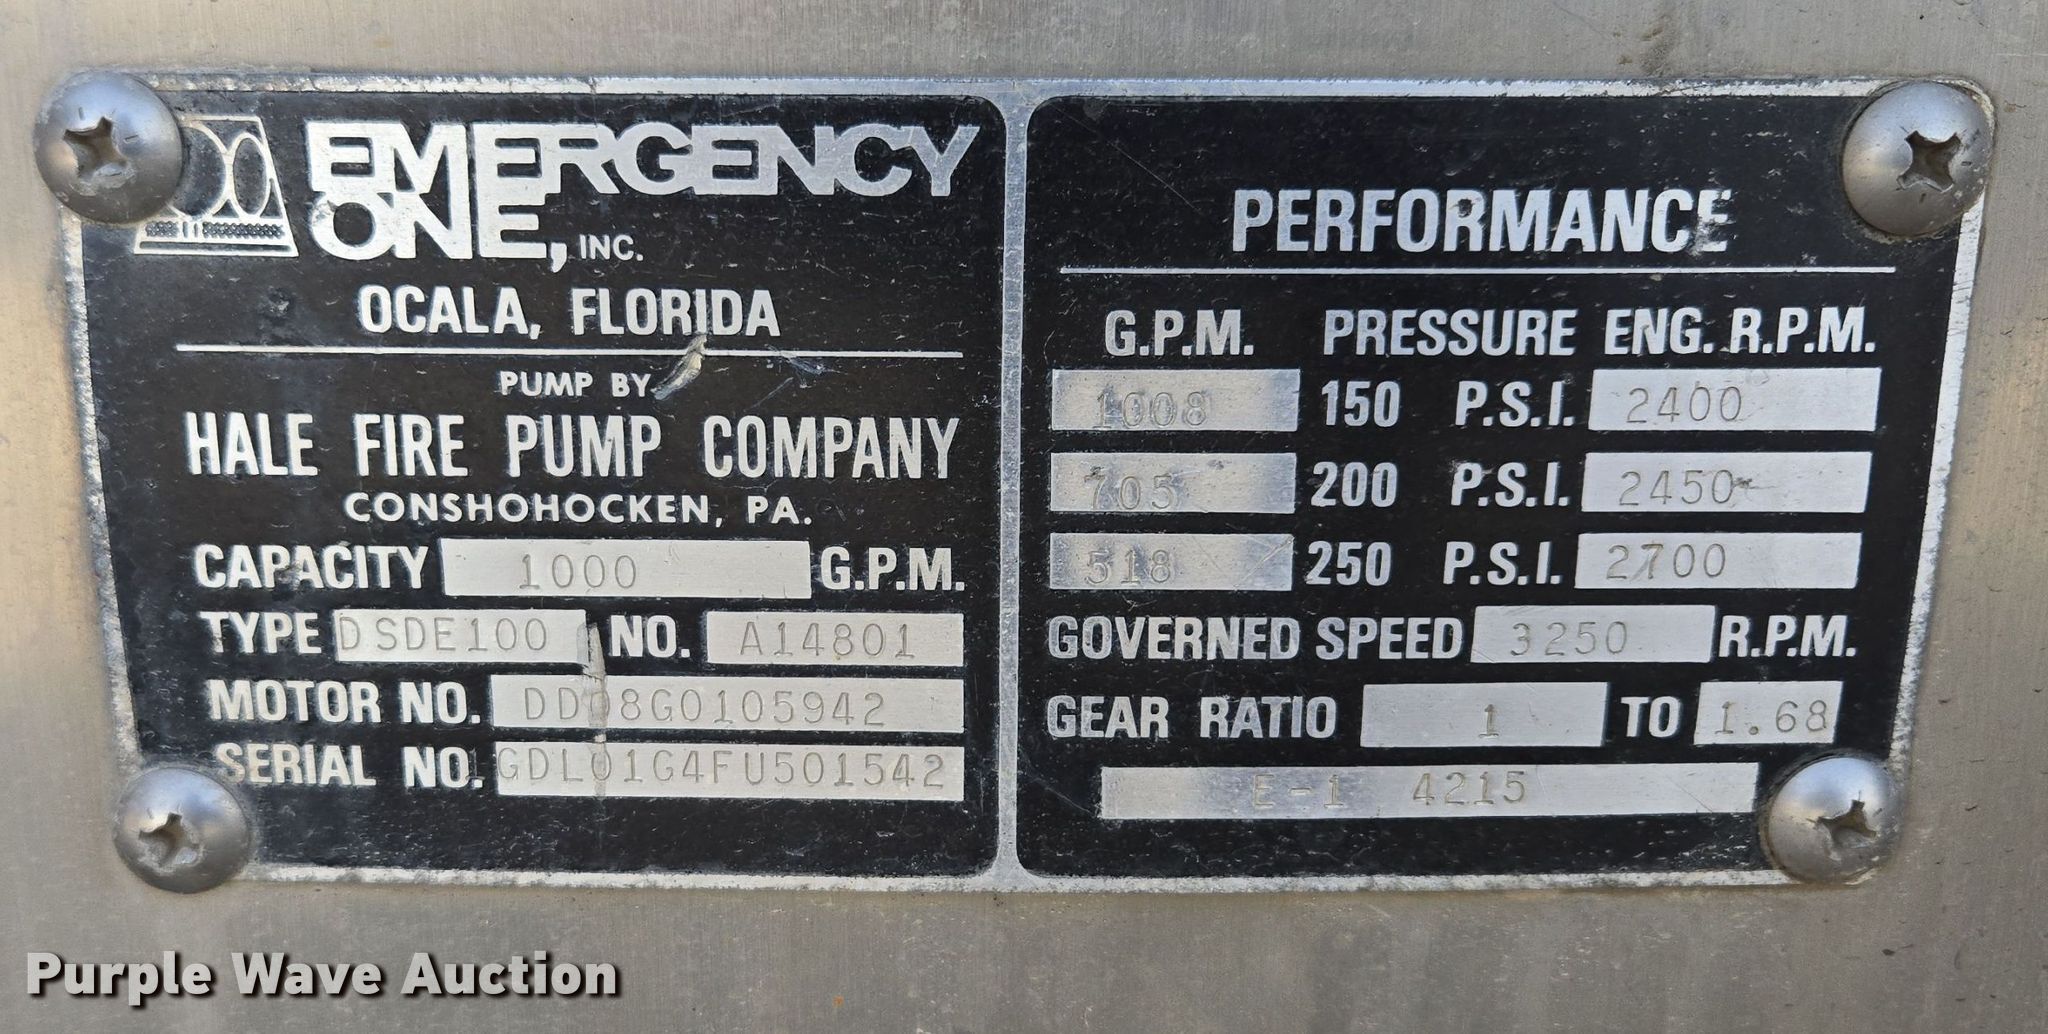 EMERGENCY
ONE, INC.
OCALA, FLORIDA
PUMP BY
HALE FIRE PUMP COMPANY
CONSHOHOCKEN, PA.
CAPACITY 1000 G.P.M.
TYPE DSDE100 NO. A14801
MOTOR NO. DD08G0105942
SERIAL NO. 1GDL01G4FU501542
PERFORMANCE
G.P.M. PRESSURE ENG. R.P.M.
1008 150 P.S.I. 2400
705 200 P.S.I. 2450
518 250 P.S.I. 2700
GOVERNED SPEED 3250 R.P.M.
GEAR RATIO 1 TO 1.68
E-1 4215
Purple Wave Auction